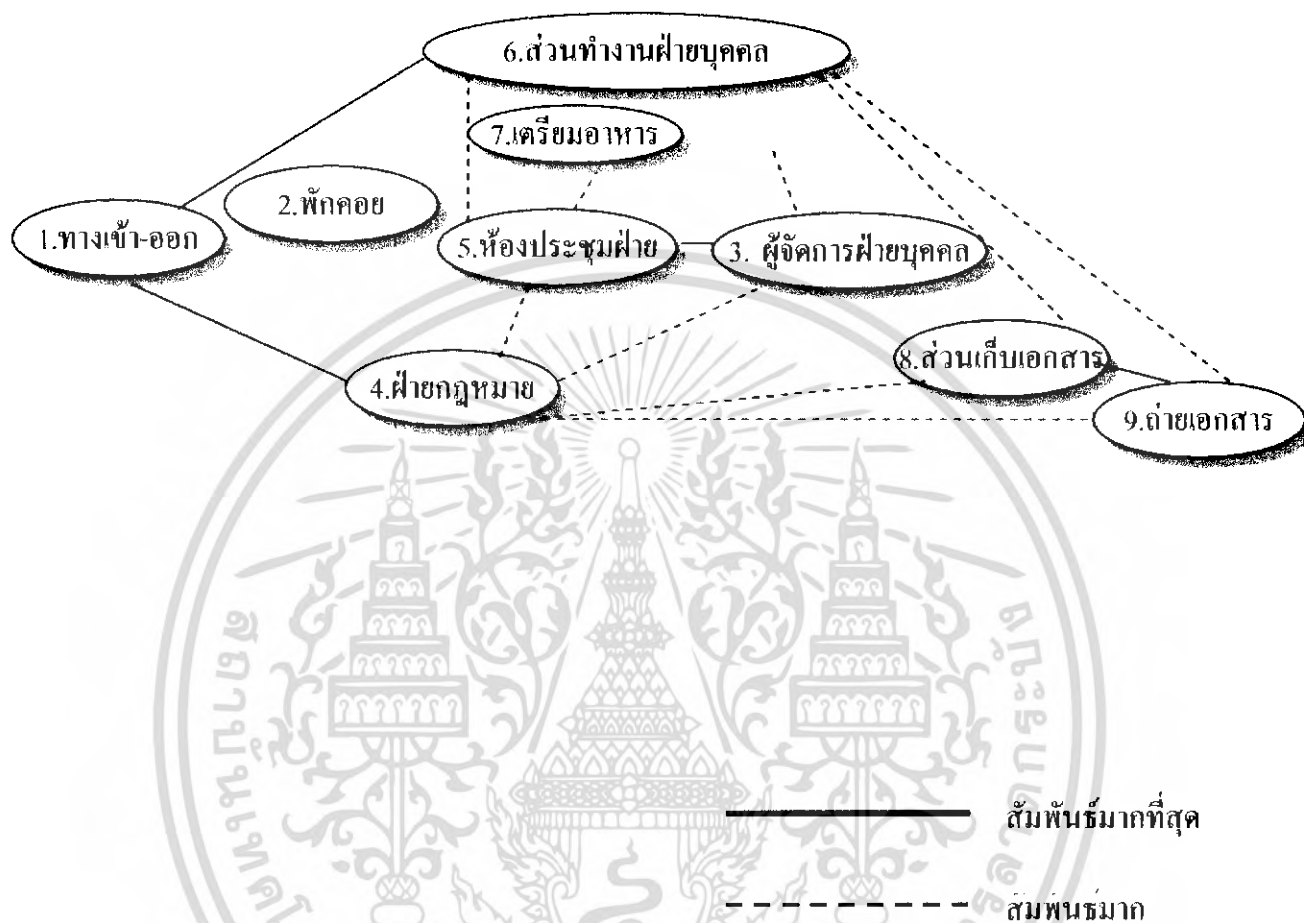 6.ส่วนทำงานฝ่ายบุคคล
7.เตรียมอาหาร
2.พักคอย
1.ทางเข้า-ออก
5.ห้องประชุมฝ่าย
3. ผู้จัดการฝ่ายบุคคล
8.ส่วนเก็บเอกสาร
4.ฝ่ายกฎหมาย
9.ถ่ายเอกสาร
สัมพันธ์มากที่สุด
สัมพันธ์มาก